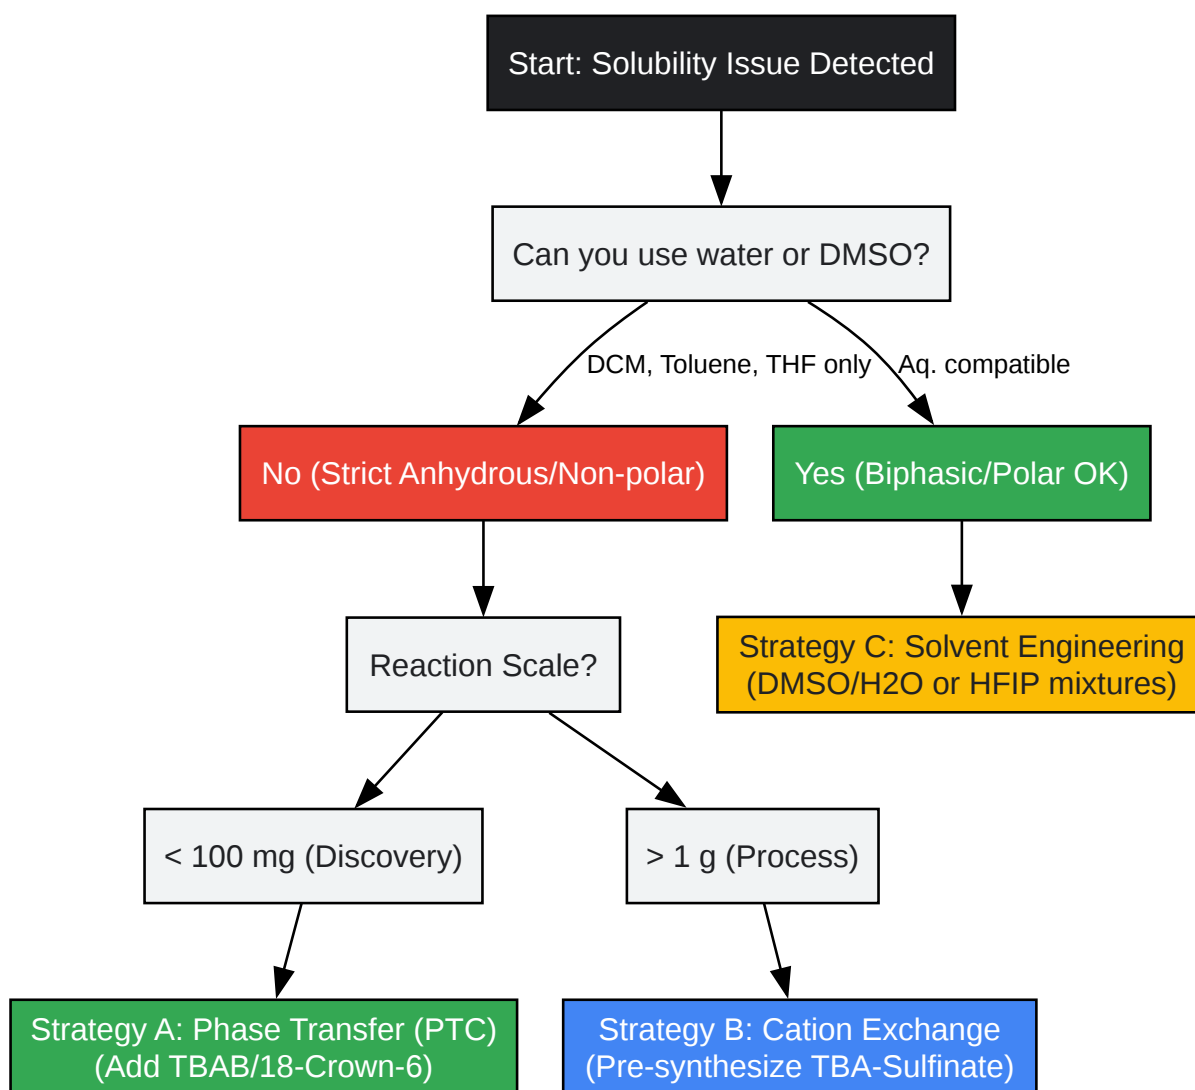 Start: Solubility Issue Detected
Can you use water or DMSO?
DCM, Toluene, THF only
Aq. compatible
No (Strict Anhydrous/Non-polar)
Yes (Biphasic/Polar OK)
Reaction Scale?
Strategy C: Solvent Engineering
(DMSO/H2O or HFIP mixtures)
< 100 mg (Discovery)
> 1 g (Process)
Strategy A: Phase Transfer (PTC)
(Add TBAB/18-Crown-6)
Strategy B: Cation Exchange
(Pre-synthesize TBA-Sulfinate)